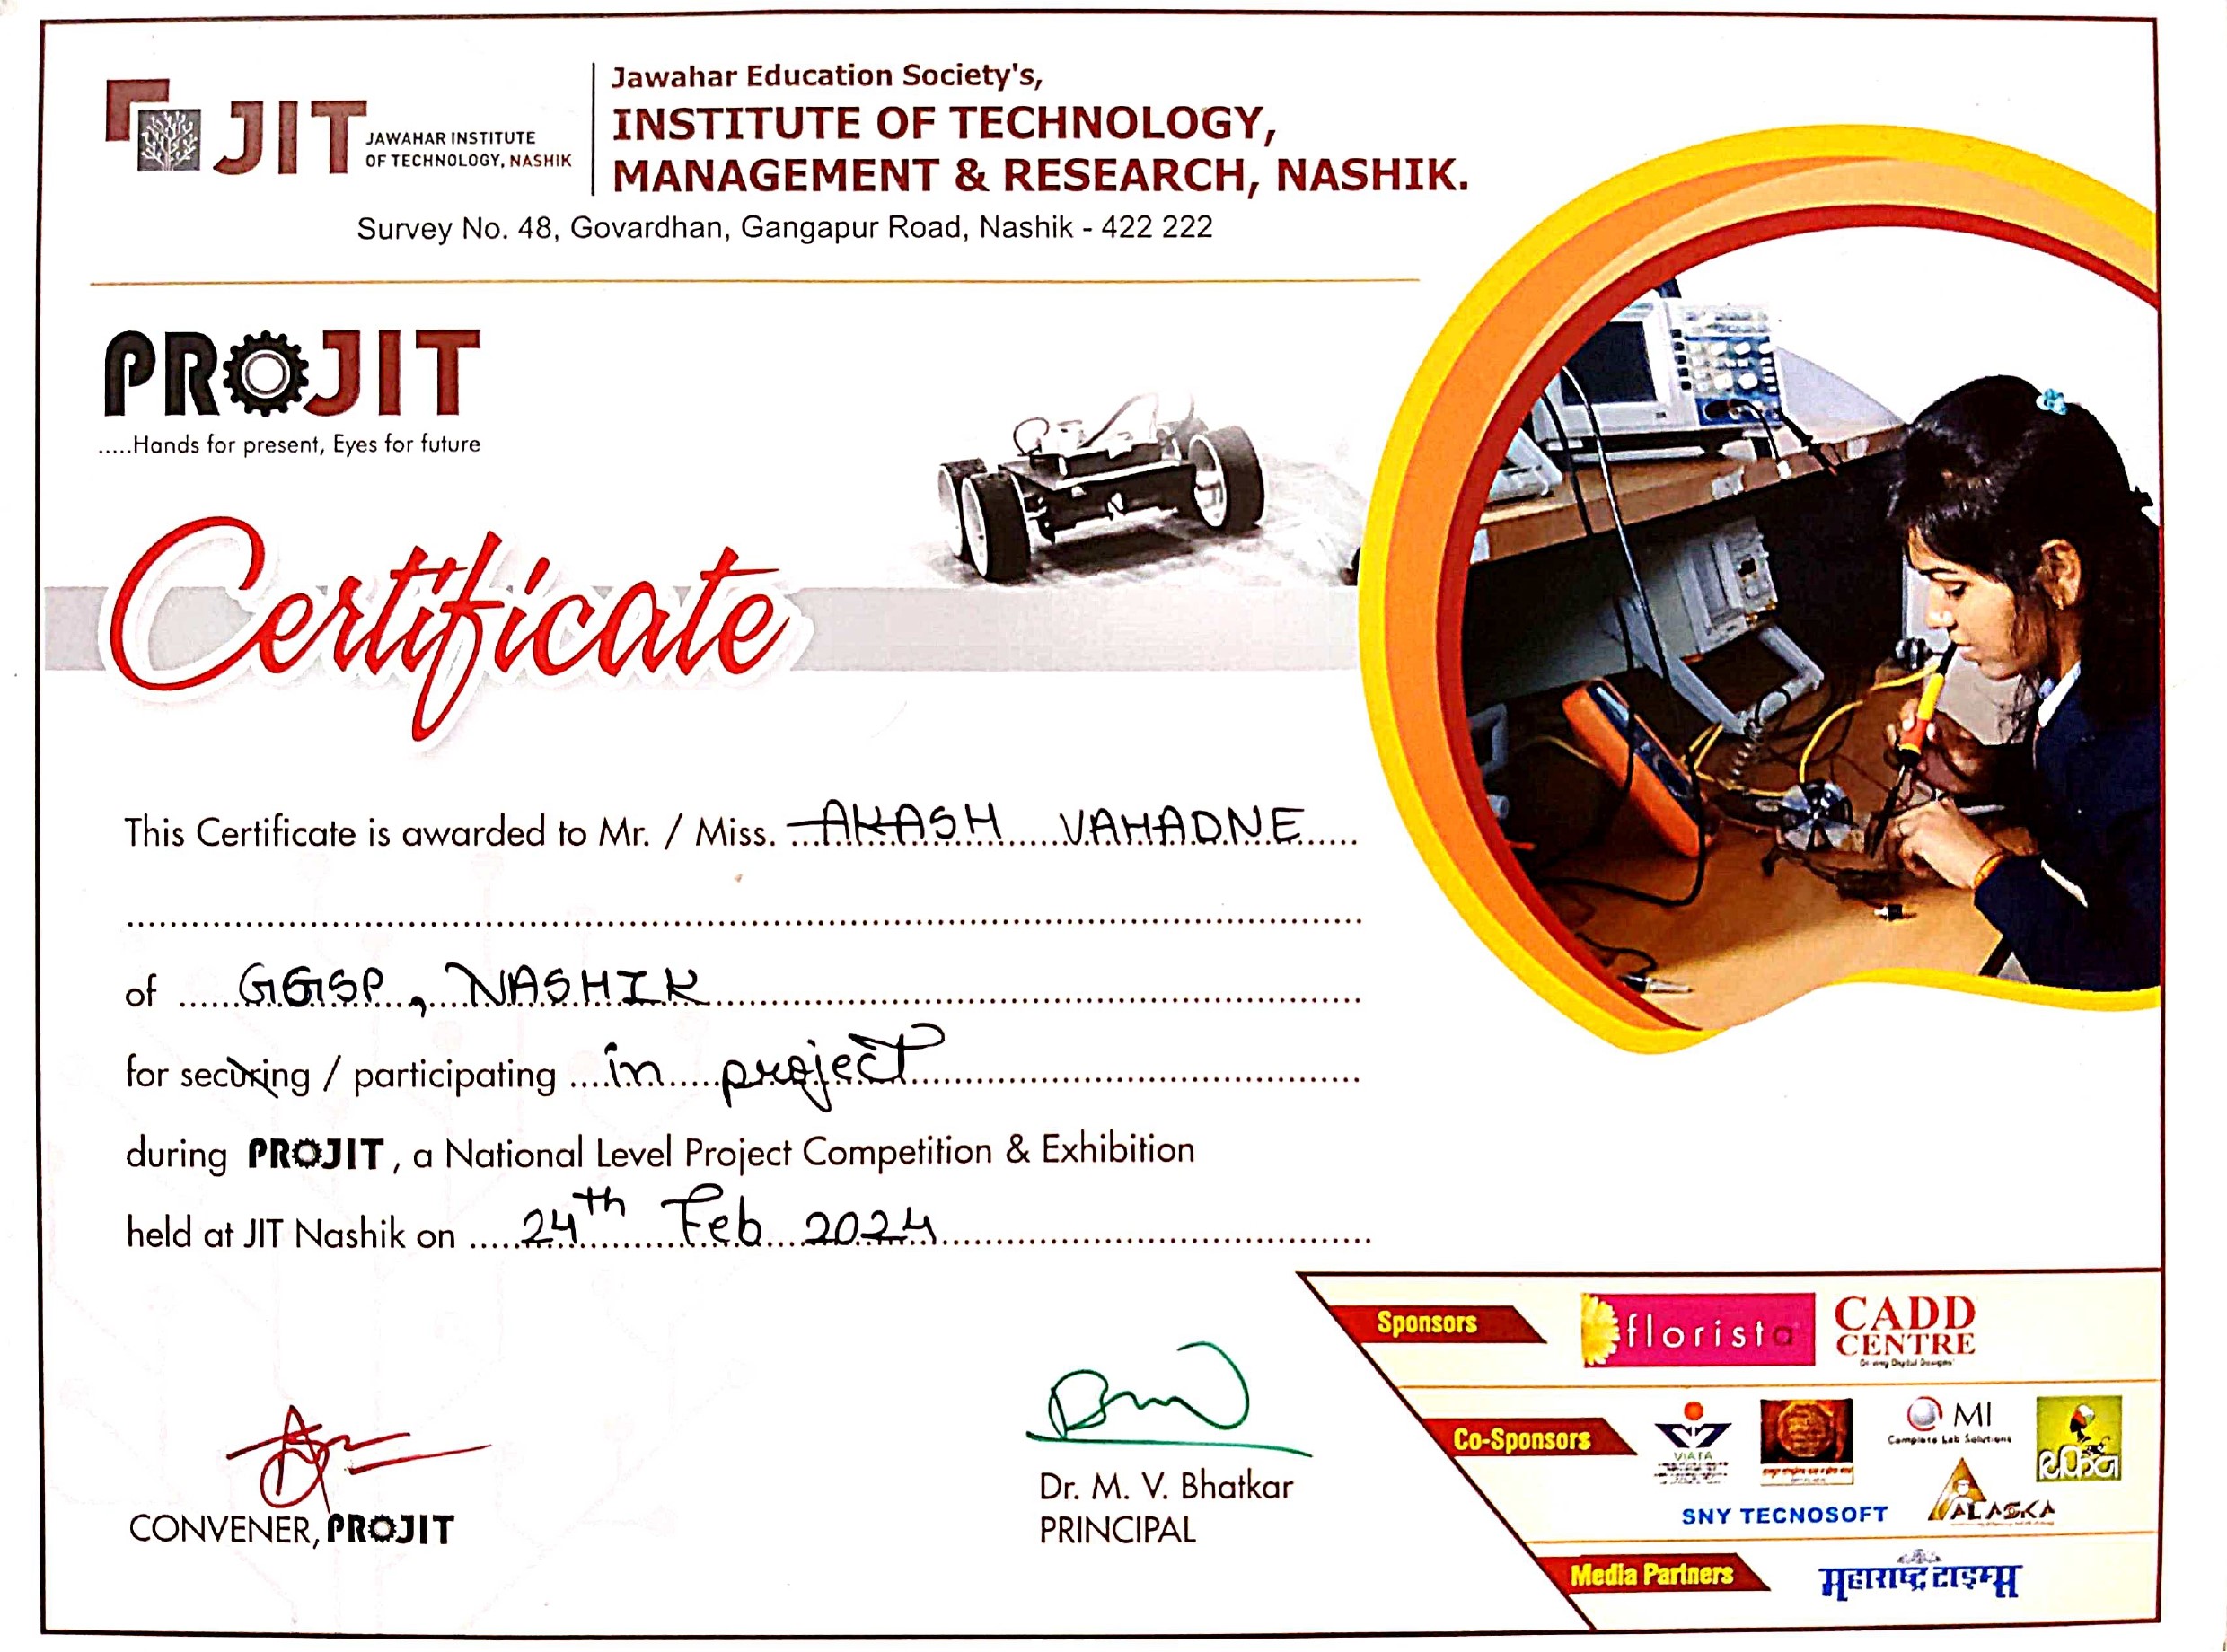 JIT JAWAHAR INSTITUTE
OF TECHNOLOGY, NASHIK
Jawahar Education Society's,
INSTITUTE OF TECHNOLOGY,
MANAGEMENT & RESEARCH, NASHIK.
Survey No. 48, Govardhan, Gangapur Road, Nashik - 422 222
PROJIT
.....Hands for present, Eyes for future
Certificate
This Certificate is awarded to Mr. / Miss. AKASH VAHADNE
of GGSP, NASHIK
for securing / participating in project
during PROJIT, a National Level Project Competition & Exhibition
held at JIT Nashik on 24th Feb 2024
CONVENER, PROJIT
Dr. M. V. Bhatkar
PRINCIPAL
Sponsors
florista
CADD
CENTRE
Co-Sponsors
VIATA
MI
Complete Lab Solutions
SNY TECNOSOFT
ALASKA
Media Partners
महाराष्ट्र टाइम्स